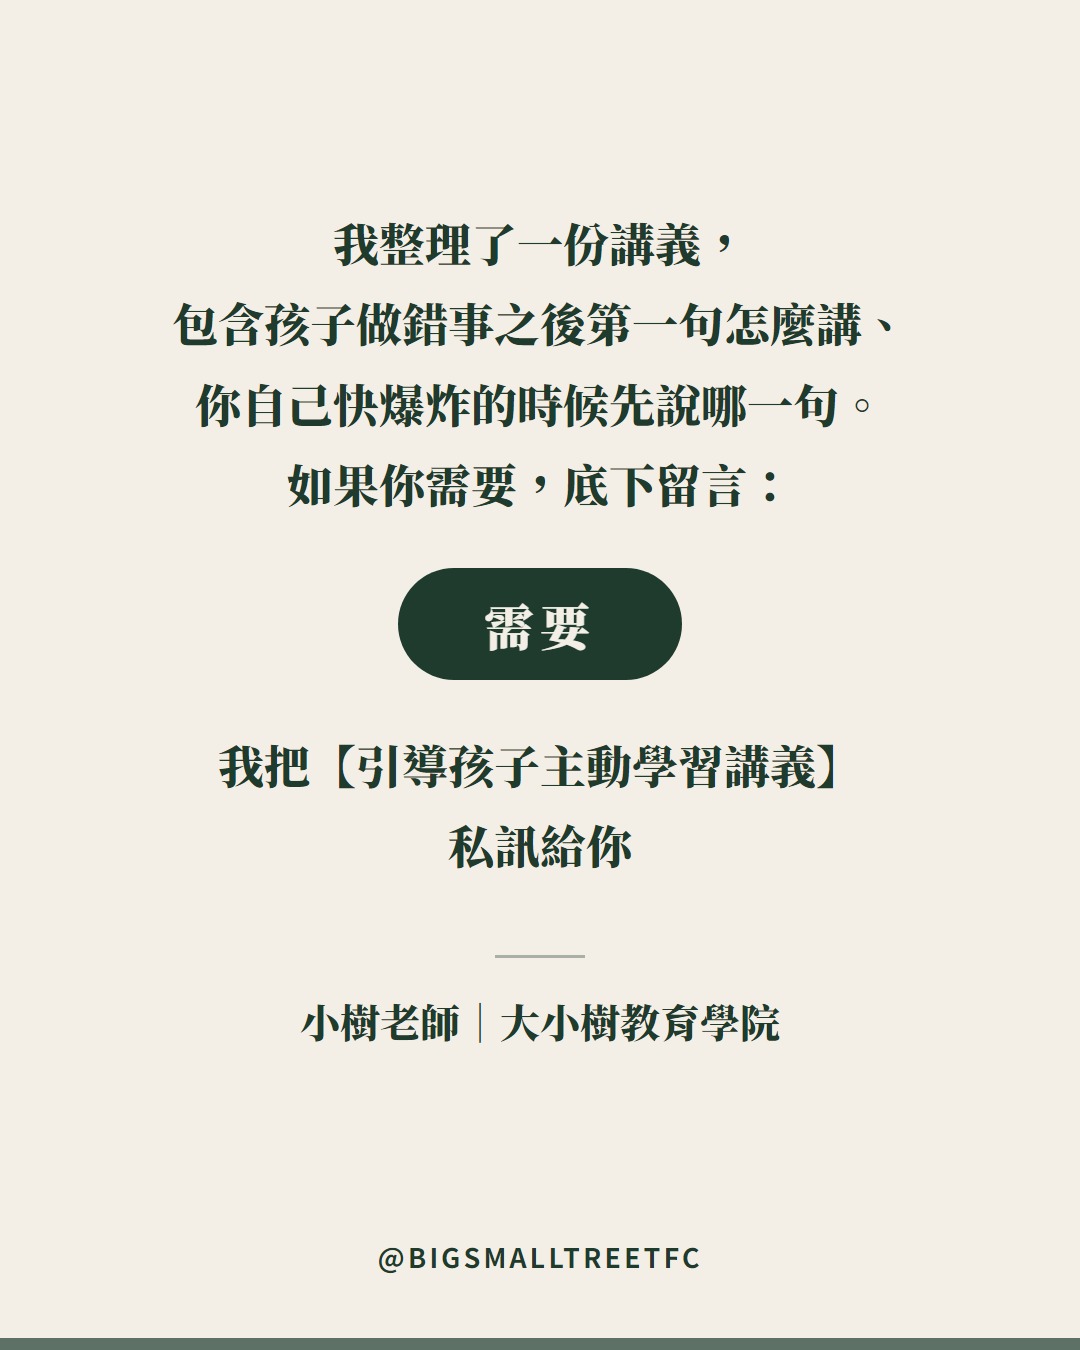 我整理了一份講義，
包含孩子做錯事之後第一句怎麼講、
你自己快爆炸的時候先說哪一句。
如果你需要，底下留言：
需要
我把【引導孩子主動學習講義】
私訊給你
小樹老師｜大小樹教育學院
@BIGSMALLTREETFC